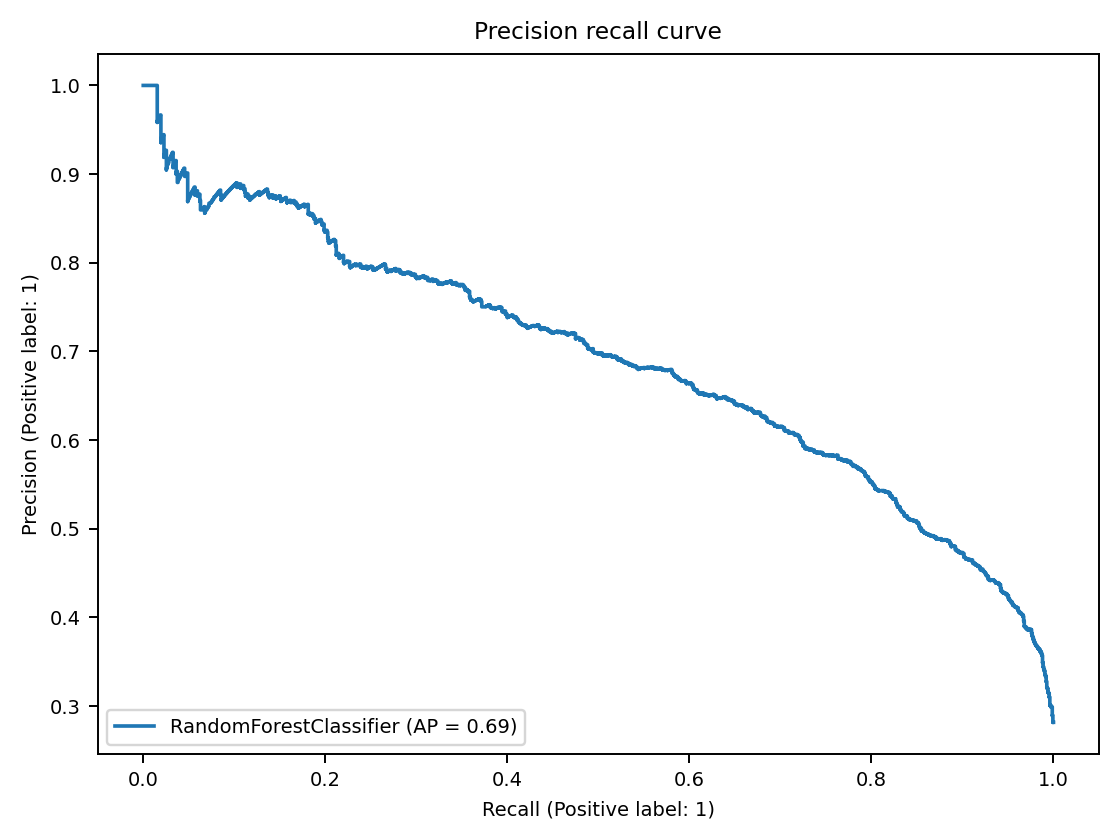 Precision recall curve
1.0
0.9
0.8
0.7
0.6
0.5
0.4
0.3
Precision (Positive label: 1)
RandomForestClassifier (AP = 0.69)
0.0 0.2 0.4 0.6 0.8 1.0
Recall (Positive label: 1)